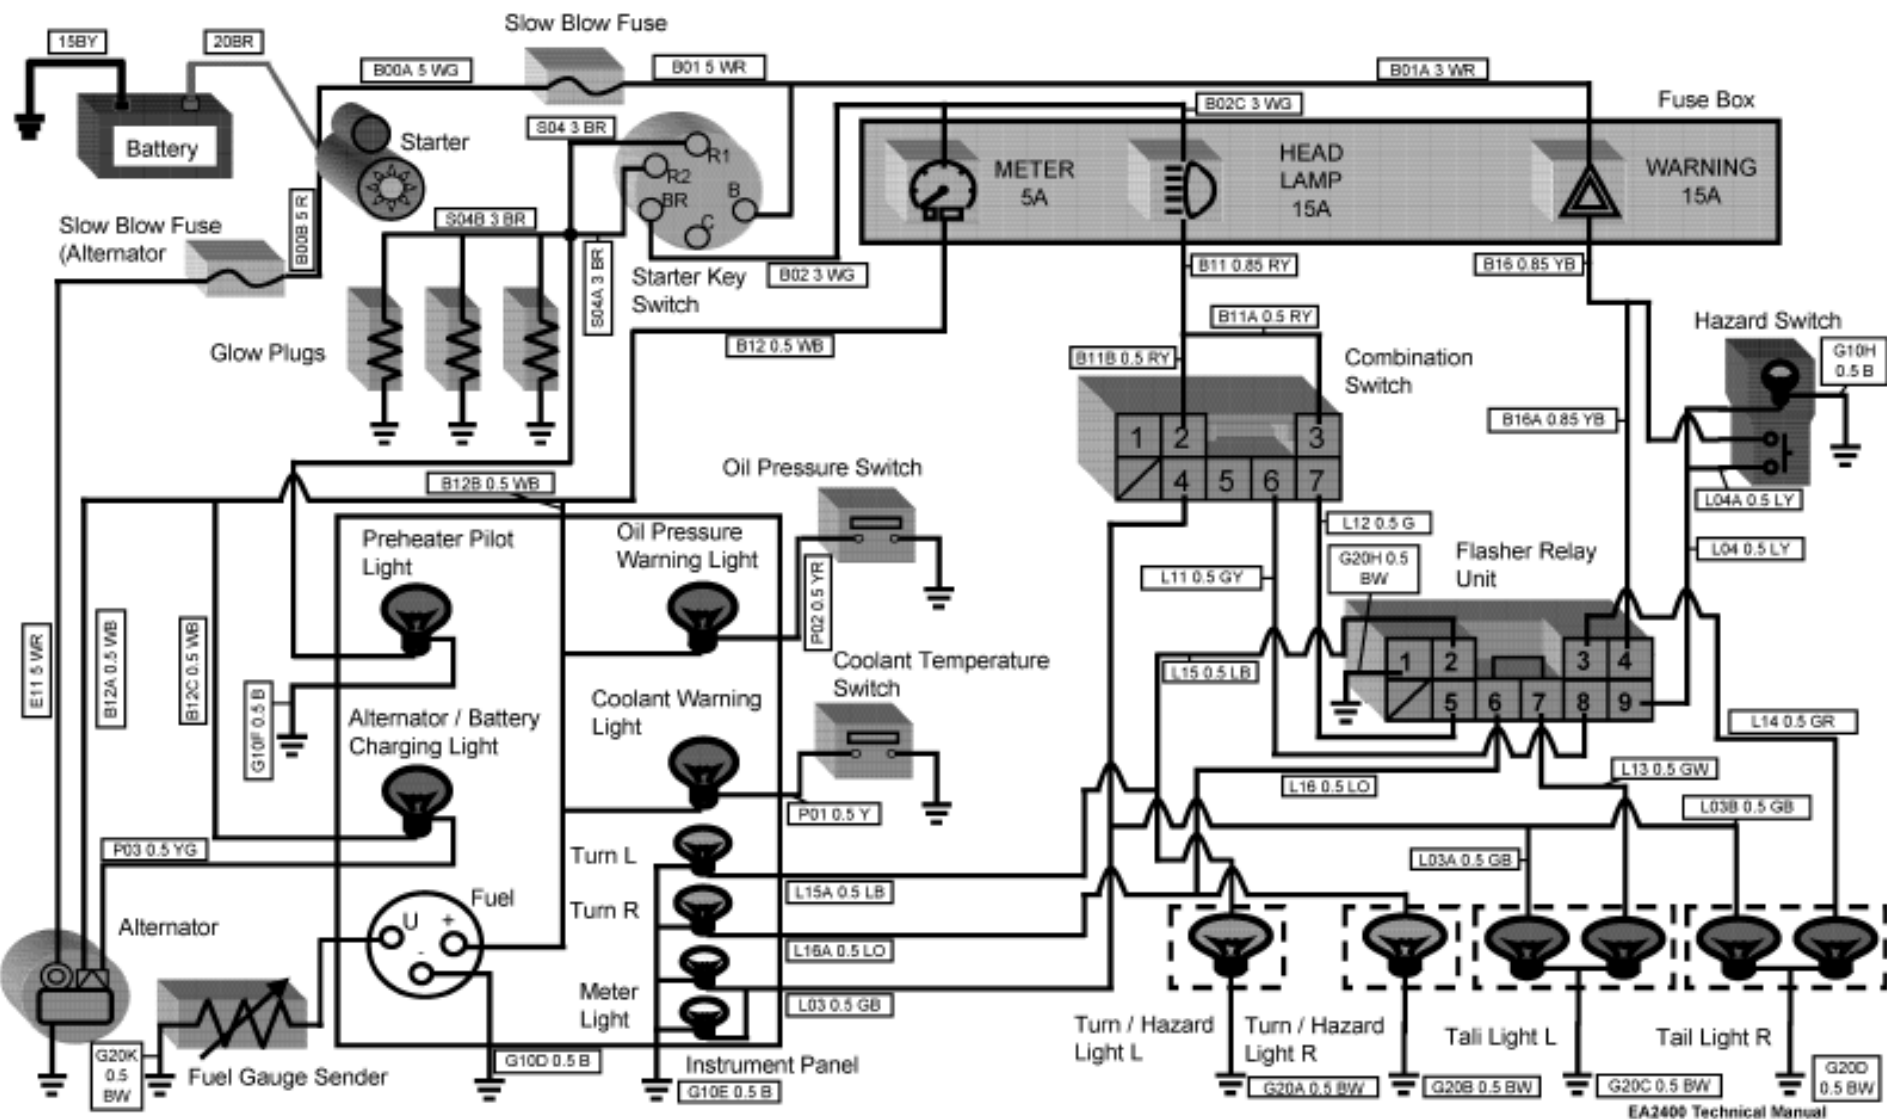 Slow Blow Fuse
15BY
20BR
B00A 5 WG
B01 5 WR
B01A 3 WR
B02C 3 WG
Fuse Box
S04 3 BR
Battery
Starter
R1
R2
BR
B
C
METER
5A
HEAD
LAMP
15A
WARNING
15A
S04B 3 BR
Slow Blow Fuse
(Alternator
B00B 5 R
S04A 3 BR
Starter Key
Switch
B02 3 WG
B11 0.85 RY
B16 0.85 YB
B11A 0.5 RY
Hazard Switch
Glow Plugs
B12 0.5 WB
B11B 0.5 RY
Combination
Switch
G10H
0.5 B
B16A 0.85 YB
1
2
3
4
5
6
7
Oil Pressure Switch
B12B 0.5 WB
L04A 0.5 LY
Preheater Pilot
Light
Oil Pressure
Warning Light
L12 0.5 G
G20H 0.5
BW
Flasher Relay
Unit
L04 0.5 LY
L11 0.5 GY
P02 0.5 YR
E11 5 WR
B12A 0.5 WB
B12C 0.5 WB
Coolant Temperature
Switch
L15 0.5 LB
1
2
3
4
5
6
7
8
9
G10F 0.5 B
Coolant Warning
Light
Alternator / Battery
Charging Light
L14 0.5 GR
L16 0.5 LO
L13 0.5 GW
P01 0.5 Y
L03B 0.5 GB
P03 0.5 YG
Turn L
L03A 0.5 GB
L15A 0.5 LB
Fuel
U
+
-
Turn R
Alternator
L16A 0.5 LO
Meter
Light
L03 0.5 GB
Turn / Hazard
Light L
Turn / Hazard
Light R
Tali Light L
Tail Light R
G20K
0.5
BW
Fuel Gauge Sender
G10D 0.5 B
Instrument Panel
G10E 0.5 B
G20A 0.5 BW
G20B 0.5 BW
G20C 0.5 BW
G20D
0.5 BW
EA2400 Technical Manual